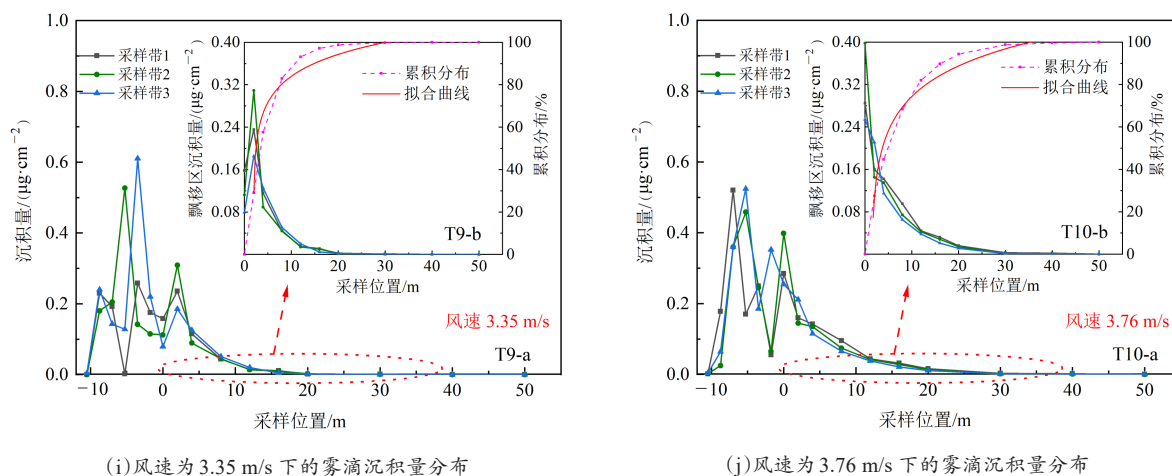 1.0
0.8
0.6
0.4
0.2
0.0
沉积量/(μg·cm⁻²)
采样带1
采样带2
采样带3
0.40
0.32
0.24
0.16
0.08
飘移区沉积量/(μg·cm⁻²)
累积分布
拟合曲线
100
80
60
40
20
0
累积分布/%
T9-b
0 10 20 30 40 50
采样位置/m
风速 3.35 m/s
T9-a
−10 0 10 20 30 40 50
采样位置/m
(i)风速为 3.35 m/s 下的雾滴沉积量分布
1.0
0.8
0.6
0.4
0.2
0.0
沉积量/(μg·cm⁻²)
采样带1
采样带2
采样带3
0.40
0.32
0.24
0.16
0.08
飘移区沉积量/(μg·cm⁻²)
累积分布
拟合曲线
100
80
60
40
20
0
累积分布/%
T10-b
0 10 20 30 40 50
采样位置/m
风速 3.76 m/s
T10-a
−10 0 10 20 30 40 50
采样位置/m
(j)风速为 3.76 m/s 下的雾滴沉积量分布